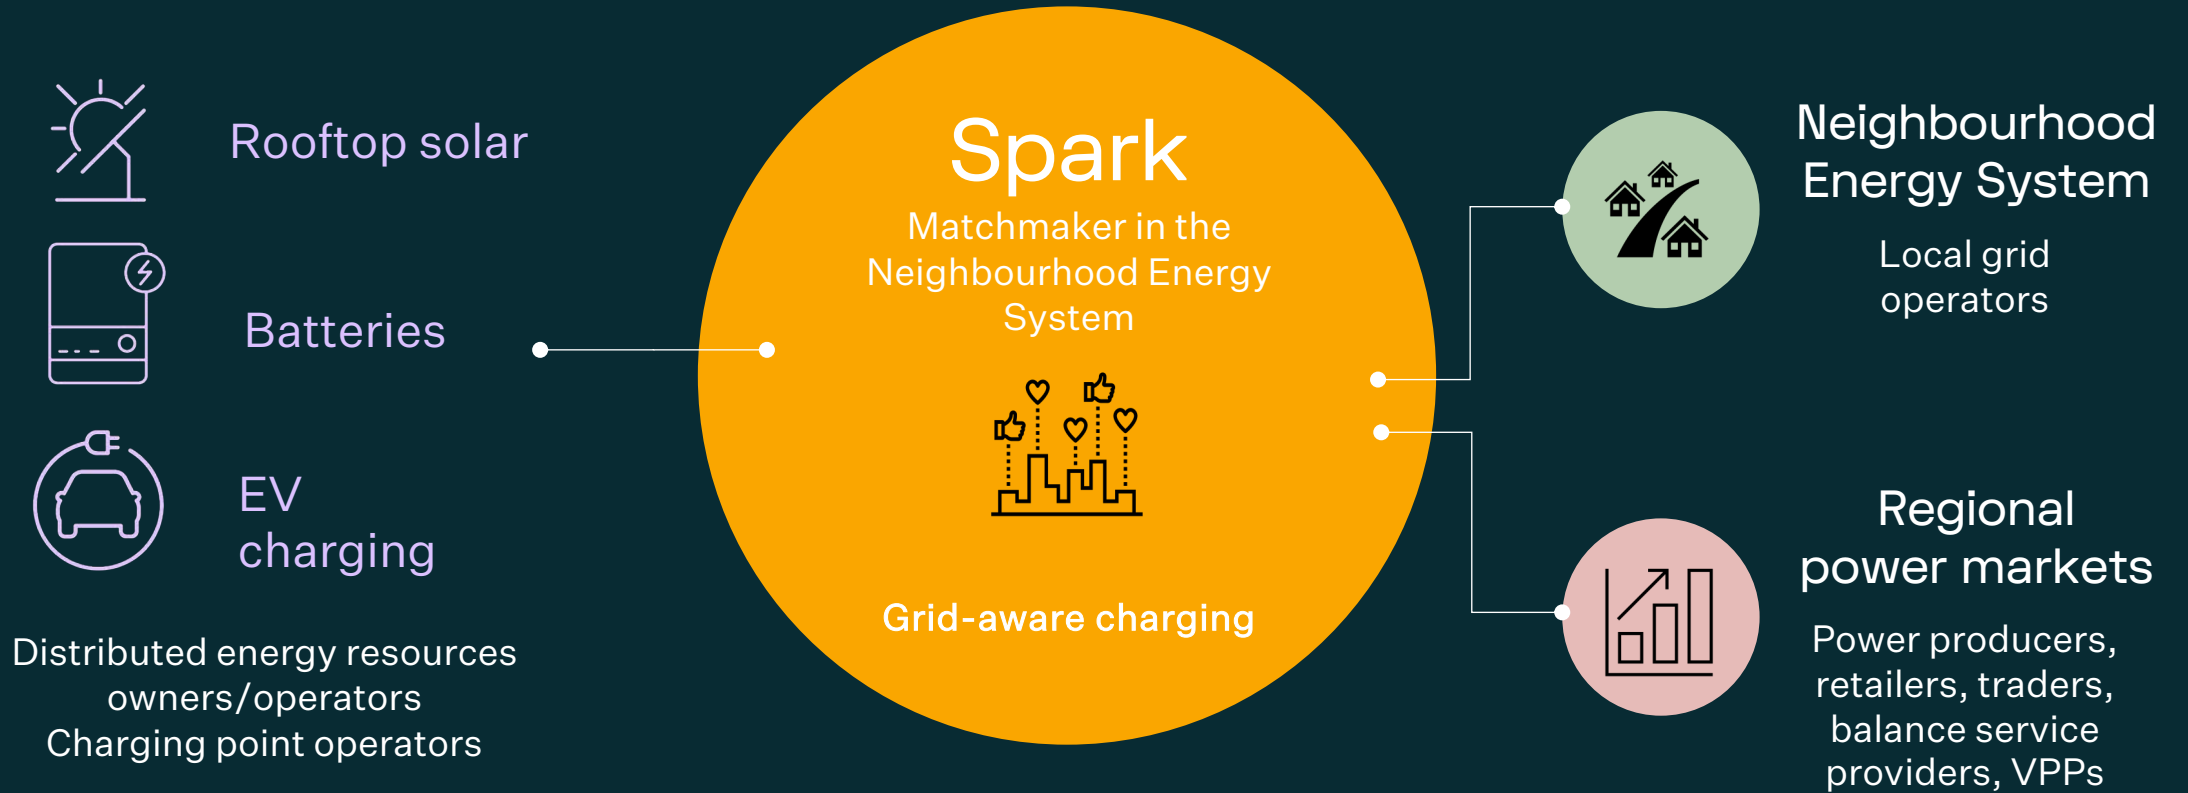 Rooftop solar
Batteries
EV
charging
Distributed energy resources
owners/operators
Charging point operators
Spark
Matchmaker in the
Neighbourhood Energy
System
Grid-aware charging
Neighbourhood
Energy System
Local grid
operators
Regional
power markets
Power producers,
retailers, traders,
balance service
providers, VPPs